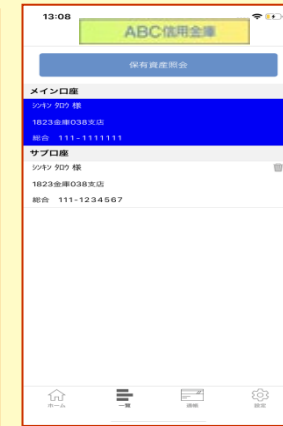 13:08
ABC信用金庫
保有資産照会
メイン口座
シンキン タロウ 様
1823金庫038支店
総合 111-1111111
サブ口座
シンキン タロウ 様
1823金庫038支店
総合 111-1234567
ホーム 一覧 通帳 設定